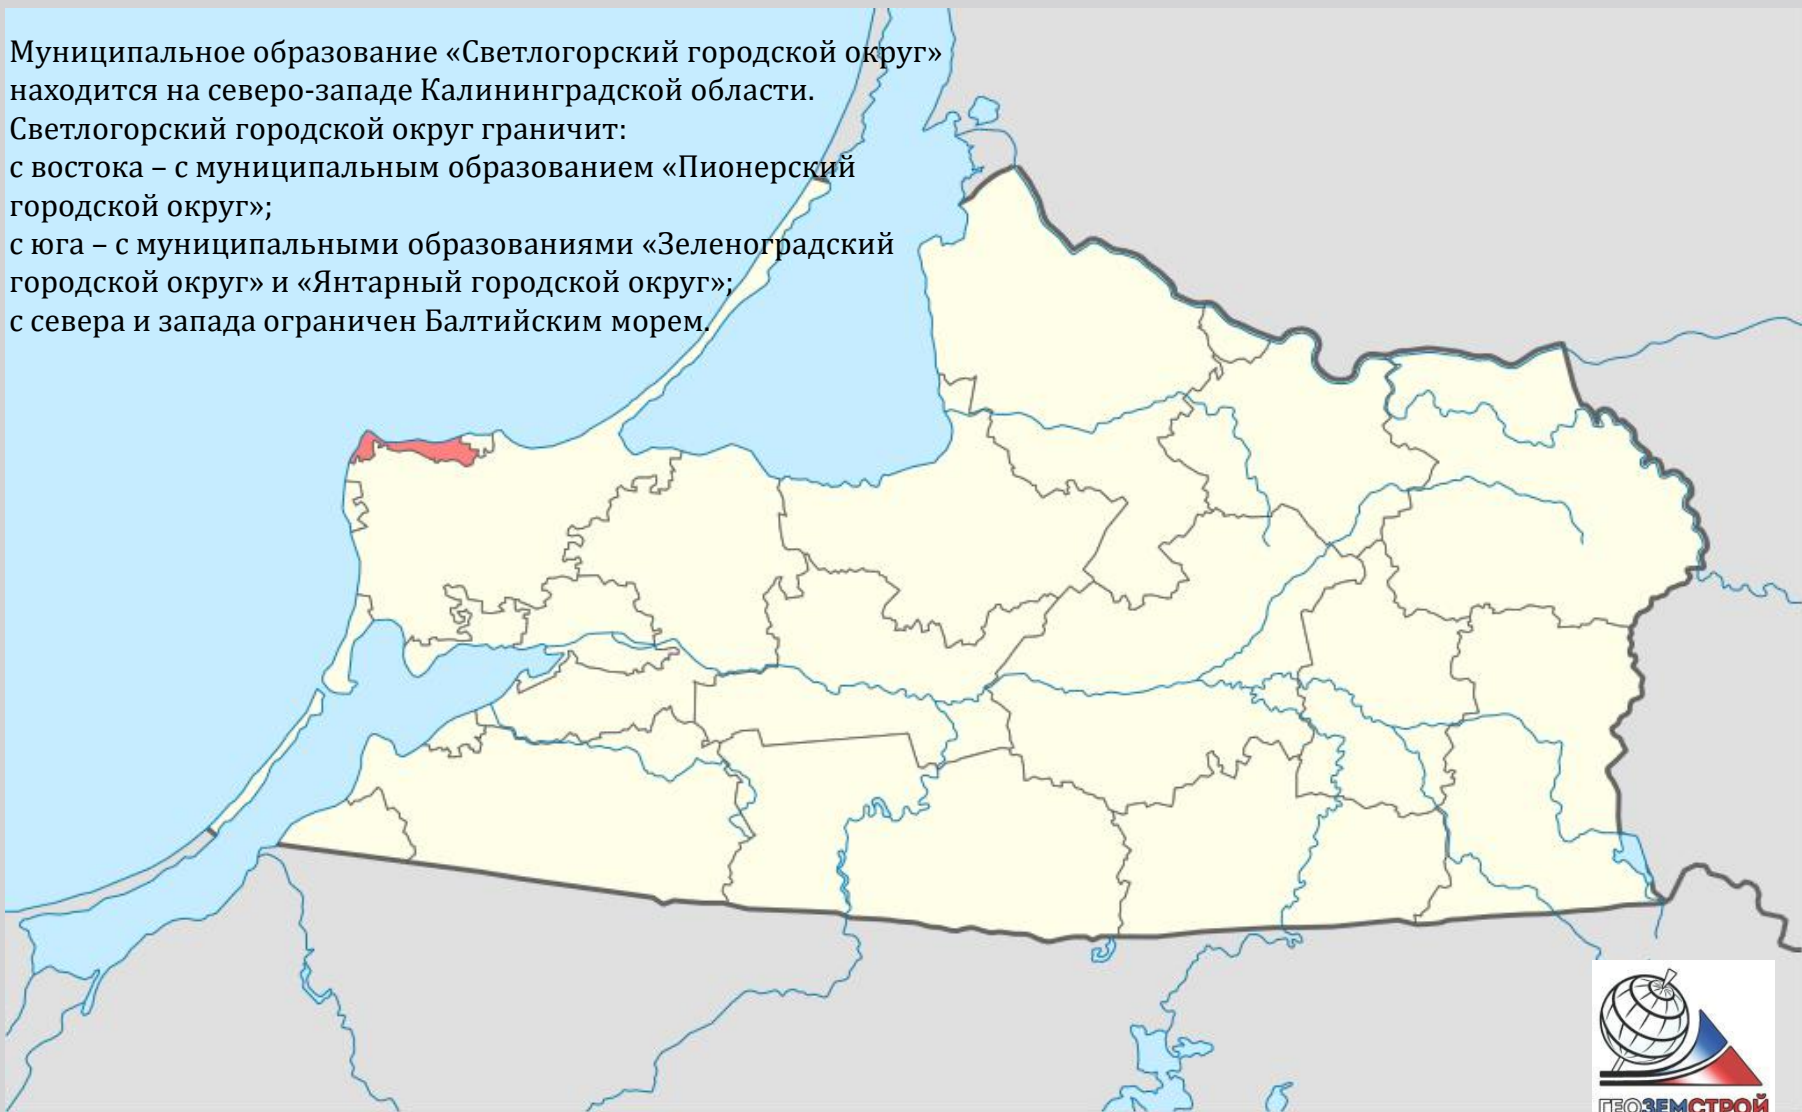 Муниципальное образование «Светлогорский городской округ»
находится на северо-западе Калининградской области.
Светлогорский городской округ граничит:
с востока – с муниципальным образованием «Пионерский
городской округ»;
с юга – с муниципальными образованиями «Зеленоградский
городской округ» и «Янтарный городской округ»;
с севера и запада ограничен Балтийским морем.
ГЕОЗЕМСТРОЙ